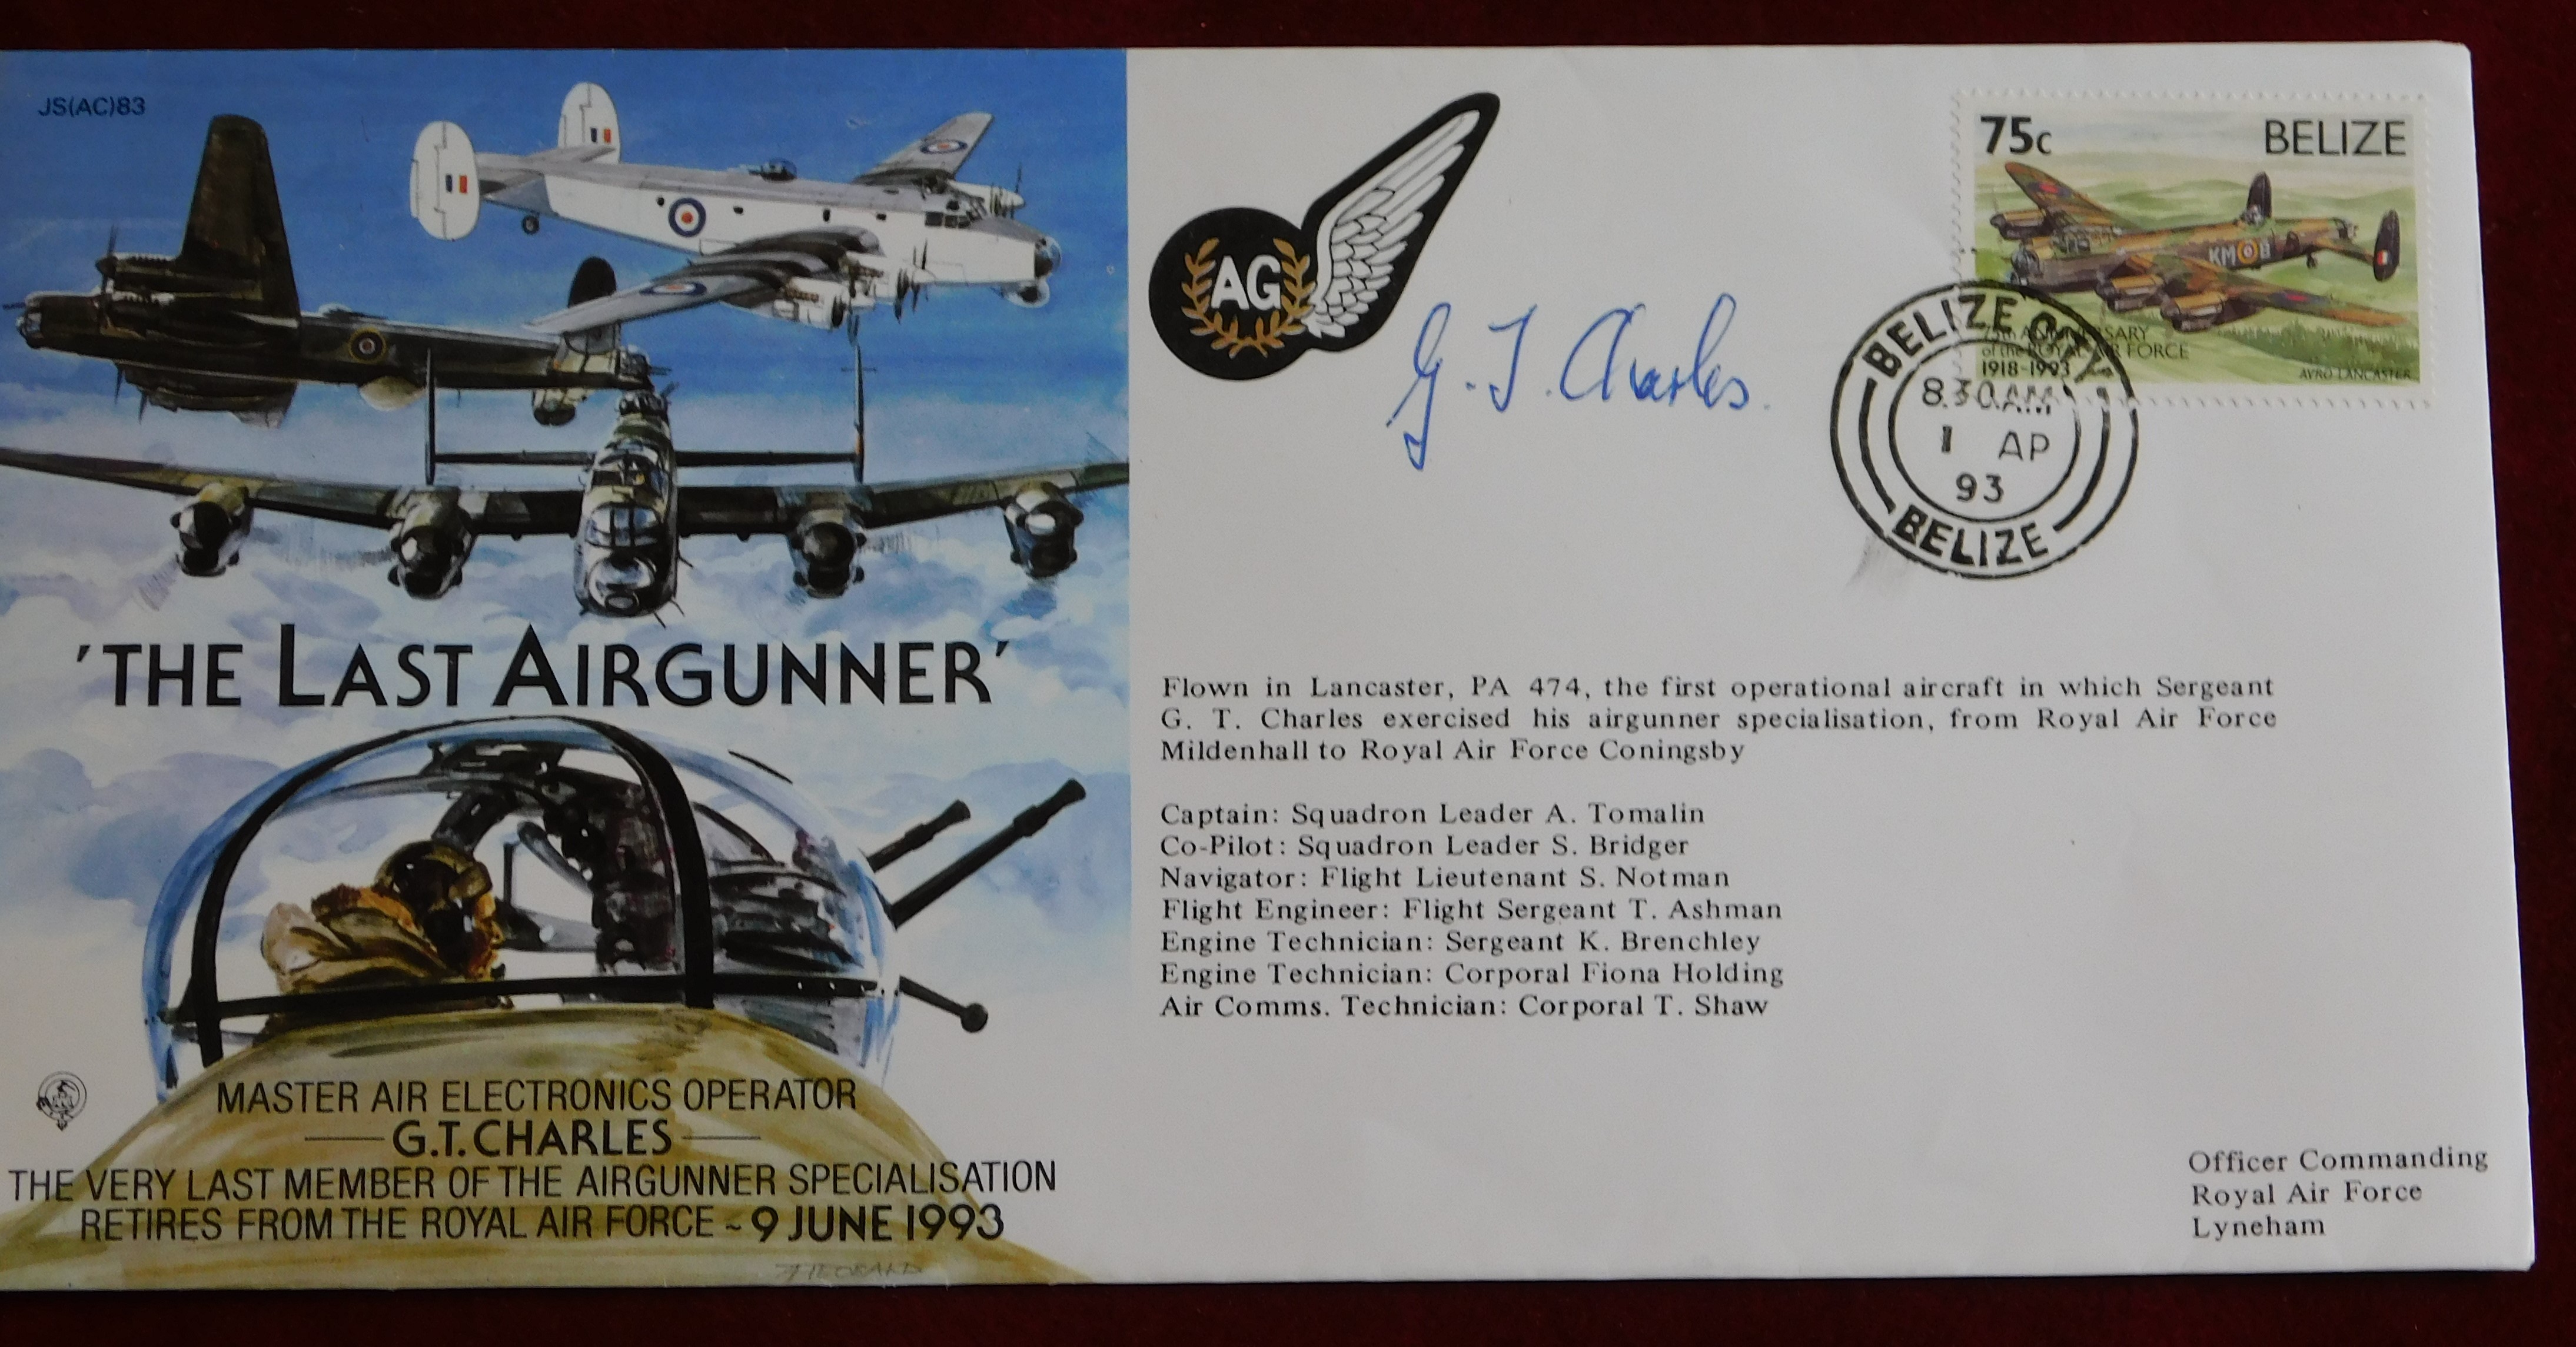 JS(AC)83
'THE LAST AIRGUNNER'
MASTER AIR ELECTRONICS OPERATOR
G.T. CHARLES
THE VERY LAST MEMBER OF THE AIRGUNNER SPECIALISATION
RETIRES FROM THE ROYAL AIR FORCE ~ 9 JUNE 1993
AG
G. T. Charles.
75c BELIZE
KM B
75th ANNIVERSARY
of the ROYAL AIR FORCE
1918-1993
AVRO LANCASTER
BELIZE CITY
8.30AM
1 AP
93
BELIZE
Flown in Lancaster, PA 474, the first operational aircraft in which Sergeant
G. T. Charles exercised his airgunner specialisation, from Royal Air Force
Mildenhall to Royal Air Force Coningsby
Captain: Squadron Leader A. Tomalin
Co-Pilot: Squadron Leader S. Bridger
Navigator: Flight Lieutenant S. Notman
Flight Engineer: Flight Sergeant T. Ashman
Engine Technician: Sergeant K. Brenchley
Engine Technician: Corporal Fiona Holding
Air Comms. Technician: Corporal T. Shaw
Officer Commanding
Royal Air Force
Lyneham